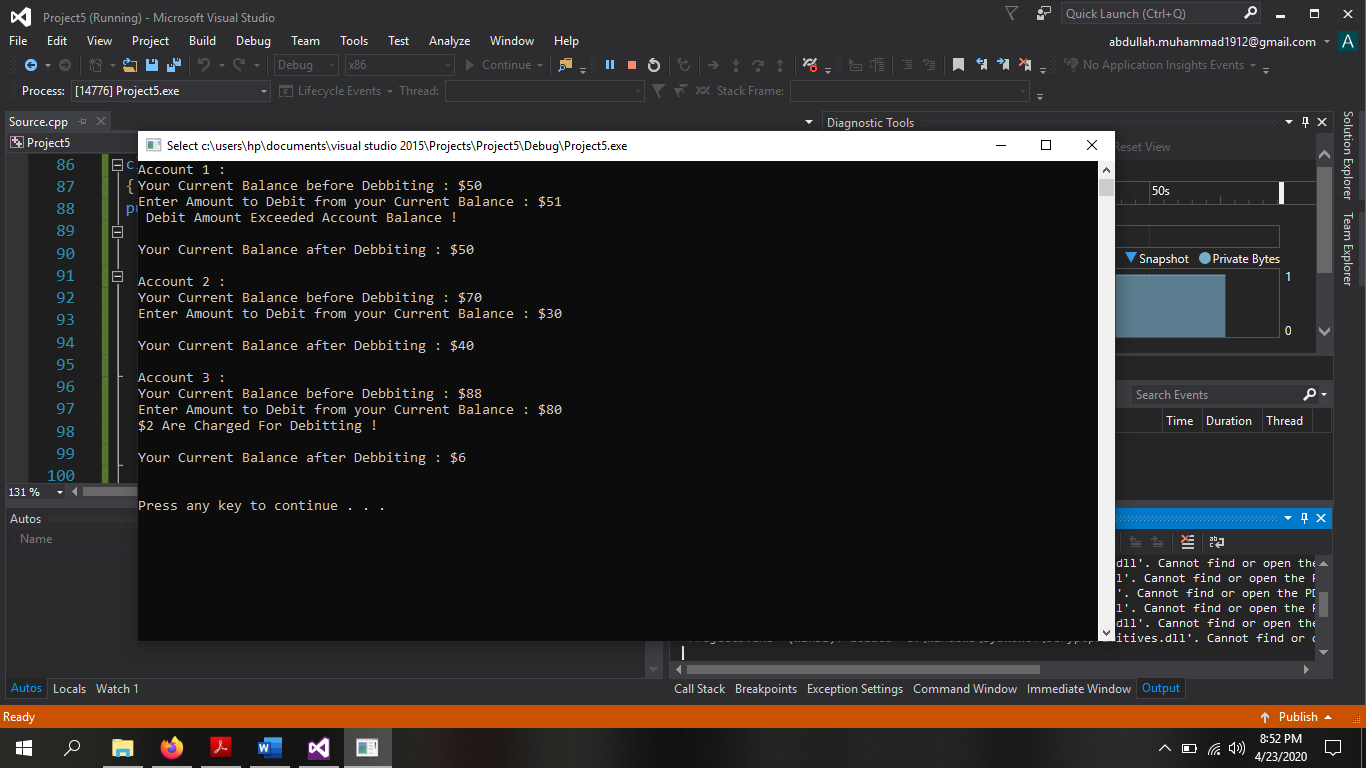 Project5 (Running) - Microsoft Visual Studio
Quick Launch (Ctrl+Q)
File Edit View Project Build Debug Team Tools Test Analyze Window Help
abdullah.muhammad1912@gmail.com
A
Debug x86 Continue
No Application Insights Events
Process: [14776] Project5.exe Lifecycle Events Thread: Stack Frame:
Source.cpp
Diagnostic Tools
Project5
Reset View
Solution Explorer
Team Explorer
Select c:\users\hp\documents\visual studio 2015\Projects\Project5\Debug\Project5.exe
Account 1 :
Your Current Balance before Debbiting : $50
Enter Amount to Debit from your Current Balance : $51
Debit Amount Exceeded Account Balance !
Your Current Balance after Debbiting : $50
Account 2 :
Your Current Balance before Debbiting : $70
Enter Amount to Debit from your Current Balance : $30
Your Current Balance after Debbiting : $40
Account 3 :
Your Current Balance before Debbiting : $88
Enter Amount to Debit from your Current Balance : $80
$2 Are Charged For Debitting !
Your Current Balance after Debbiting : $6
Press any key to continue . . .
86 c
87 {
88 pu
89
90
91
92
93
94
95
96
97
98
99
100
131 %
50s
Snapshot Private Bytes
1
0
Search Events
Time Duration Thread
Autos
Name
dll'. Cannot find or open the
l'. Cannot find or open the P
'. Cannot find or open the PD
l'. Cannot find or open the P
dll'. Cannot find or open the
itives.dll'. Cannot find or o
Autos Locals Watch 1
Call Stack Breakpoints Exception Settings Command Window Immediate Window Output
Ready
Publish
8:52 PM
4/23/2020